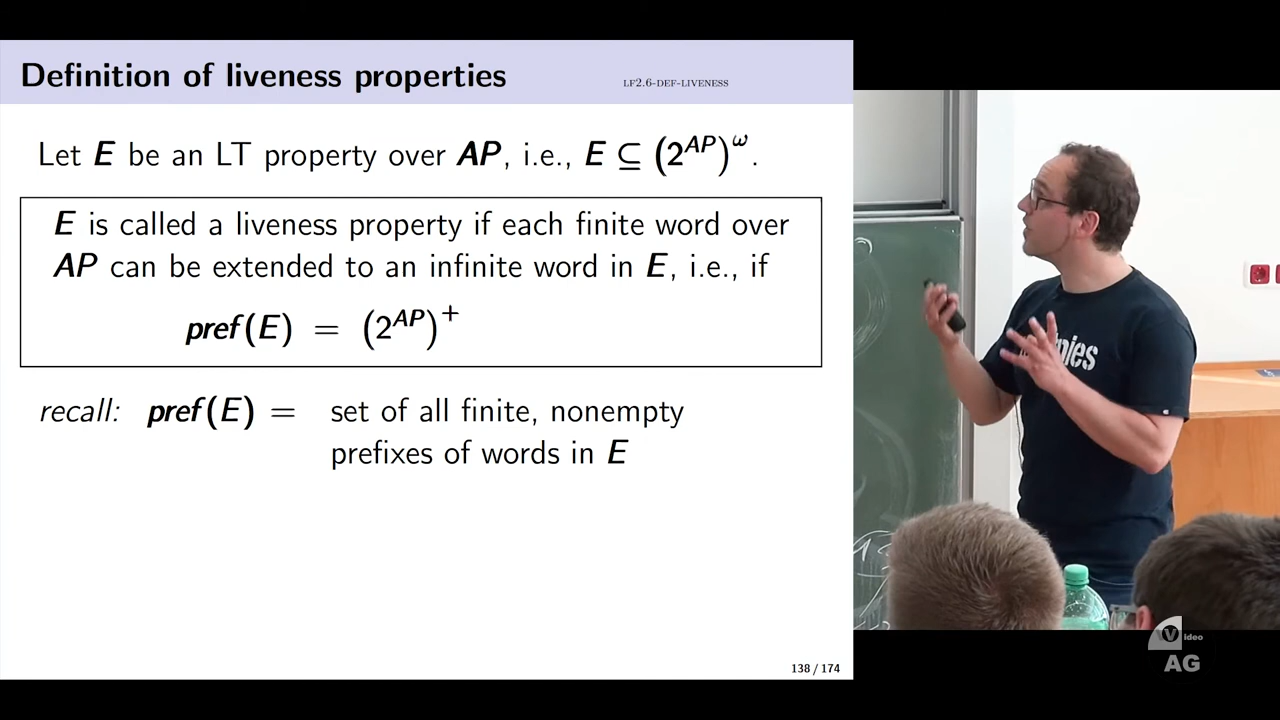 Definition of liveness properties
LF2.6-DEF-LIVENESS
Let E be an LT property over AP, i.e., E ⊆ (2^AP)^ω.
E is called a liveness property if each finite word over
AP can be extended to an infinite word in E, i.e., if
pref(E) = (2^AP)^+
recall: pref(E) = set of all finite, nonempty
prefixes of words in E
138 / 174
Video
AG